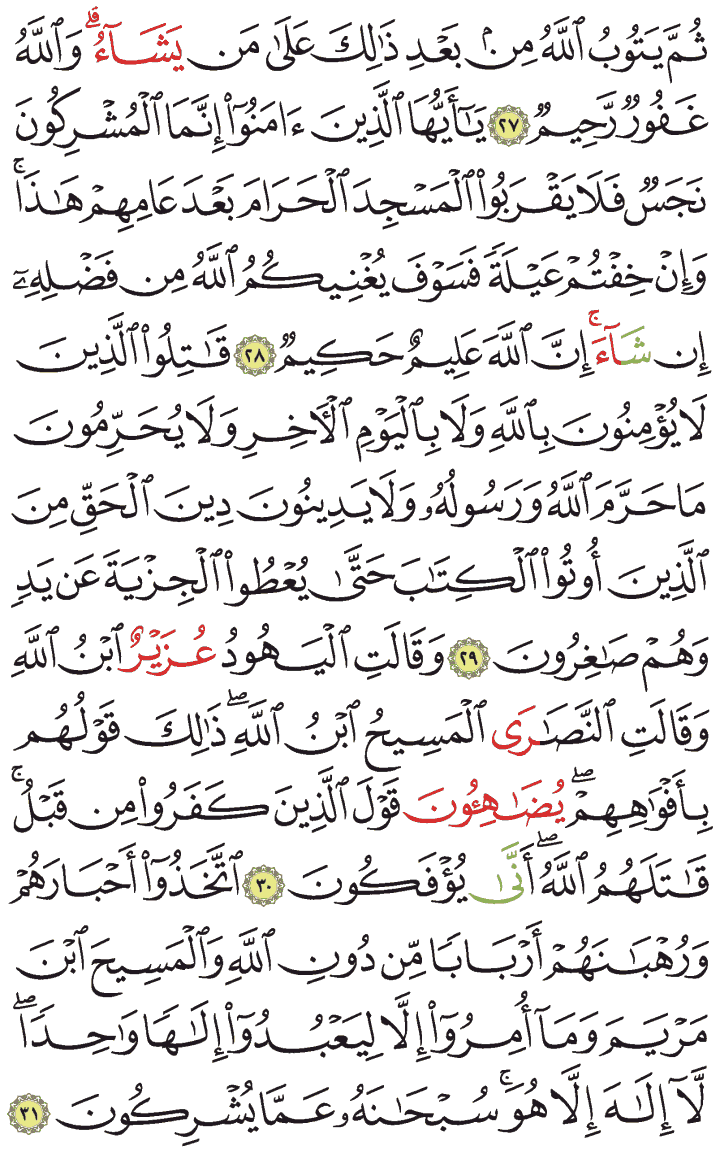 ثُمَّ يَتُوبُ ٱللَّهُ مِنۢ بَعْدِ ذَٰلِكَ عَلَىٰ مَن يَشَآءُ ۗ وَٱللَّهُ
غَفُورٌ رَّحِيمٌ ٢٧ يَٰٓأَيُّهَا ٱلَّذِينَ ءَامَنُوٓا۟ إِنَّمَا ٱلْمُشْرِكُونَ
نَجَسٌ فَلَا يَقْرَبُوا۟ ٱلْمَسْجِدَ ٱلْحَرَامَ بَعْدَ عَامِهِمْ هَٰذَا ۚ
وَإِنْ خِفْتُمْ عَيْلَةً فَسَوْفَ يُغْنِيكُمُ ٱللَّهُ مِن فَضْلِهِۦٓ
إِن شَآءَ ۚ إِنَّ ٱللَّهَ عَلِيمٌ حَكِيمٌ ٢٨ قَٰتِلُوا۟ ٱلَّذِينَ
لَا يُؤْمِنُونَ بِٱللَّهِ وَلَا بِٱلْيَوْمِ ٱلْءَاخِرِ وَلَا يُحَرِّمُونَ
مَا حَرَّمَ ٱللَّهُ وَرَسُولُهُۥ وَلَا يَدِينُونَ دِينَ ٱلْحَقِّ مِنَ
ٱلَّذِينَ أُوتُوا۟ ٱلْكِتَٰبَ حَتَّىٰ يُعْطُوا۟ ٱلْجِزْيَةَ عَن يَدٍ
وَهُمْ صَٰغِرُونَ ٢٩ وَقَالَتِ ٱلْيَهُودُ عُزَيْرٌ ٱبْنُ ٱللَّهِ
وَقَالَتِ ٱلنَّصَٰرَى ٱلْمَسِيحُ ٱبْنُ ٱللَّهِ ۖ ذَٰلِكَ قَوْلُهُم
بِأَفْوَٰهِهِمْ ۖ يُضَٰهِـُٔونَ قَوْلَ ٱلَّذِينَ كَفَرُوا۟ مِن قَبْلُ ۚ
قَٰتَلَهُمُ ٱللَّهُ ۖ أَنَّىٰ يُؤْفَكُونَ ٣٠ ٱتَّخَذُوٓا۟ أَحْبَارَهُمْ
وَرُهْبَٰنَهُمْ أَرْبَابًا مِّن دُونِ ٱللَّهِ وَٱلْمَسِيحَ ٱبْنَ
مَرْيَمَ وَمَآ أُمِرُوٓا۟ إِلَّا لِيَعْبُدُوٓا۟ إِلَٰهًا وَٰحِدًا ۖ
لَّآ إِلَٰهَ إِلَّا هُوَ ۚ سُبْحَٰنَهُۥ عَمَّا يُشْرِكُونَ ٣١